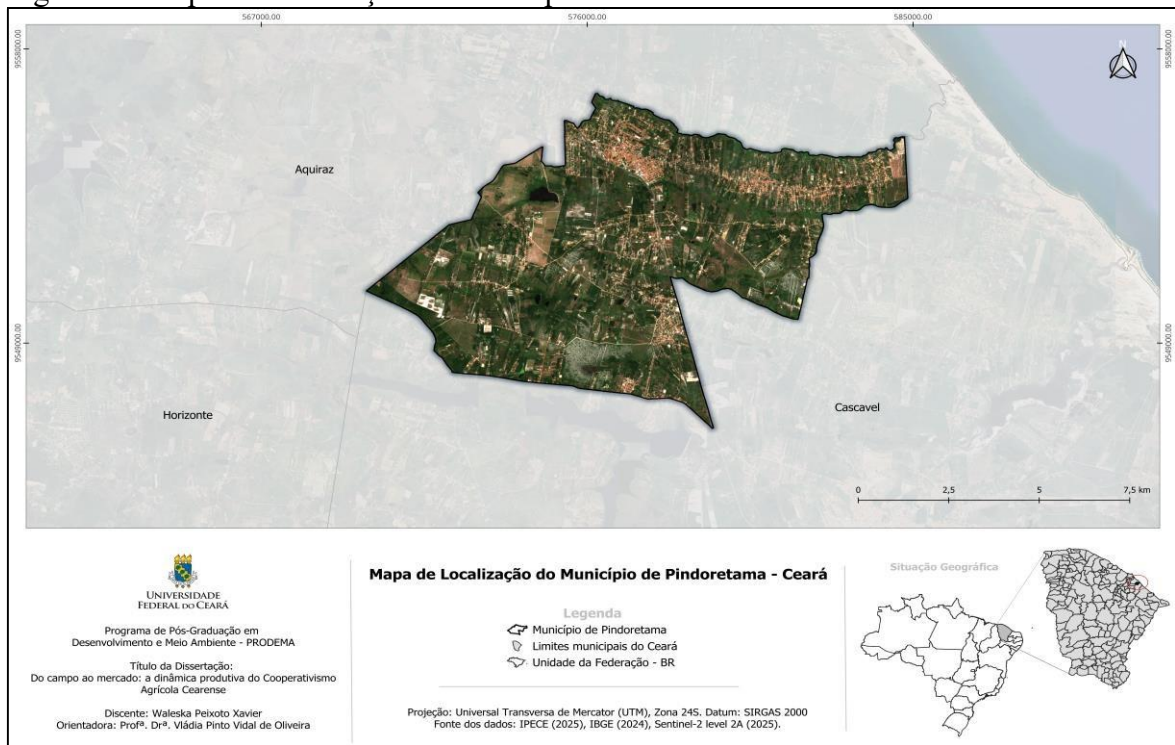 567000.00
576000.00
585000.00
9558000.00
9558000.00
N
Aquiraz
9549000.00
9549000.00
Horizonte
Cascavel
0
2,5
5
7,5 km
UNIVERSIDADE
FEDERAL DO CEARÁ
Programa de Pós-Graduação em
Desenvolvimento e Meio Ambiente - PRODEMA
Título da Dissertação:
Do campo ao mercado: a dinâmica produtiva do Cooperativismo
Agrícola Cearense
Discente: Waleska Peixoto Xavier
Orientadora: Profª. Drª. Vládia Pinto Vidal de Oliveira
Mapa de Localização do Município de Pindoretama - Ceará
Legenda
Município de Pindoretama
Limites municipais do Ceará
Unidade da Federação - BR
Projeção: Universal Transversa de Mercator (UTM), Zona 24S. Datum: SIRGAS 2000
Fonte dos dados: IPECE (2025), IBGE (2024), Sentinel-2 level 2A (2025).
Situação Geográfica